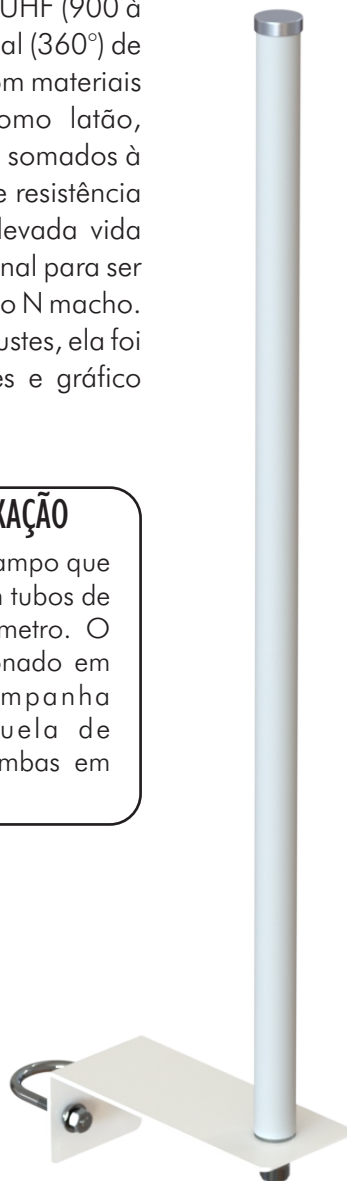 UHF (900 à
al (360°) de
om materiais
omo latão,
somados à
e resistência
levada vida
nal para ser
o N macho.
ustes, ela foi
es e gráfico
XAÇÃO
ampo que
n tubos de
metro. O
onado em
mpanha
uela de
mbas em